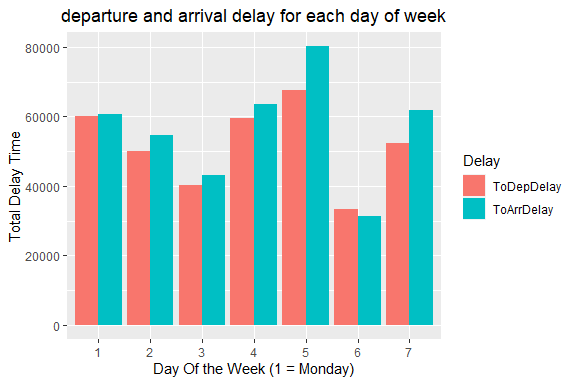 departure and arrival delay for each day of week
Total Delay Time
80000
60000
40000
20000
0
1 2 3 4 5 6 7
Day Of the Week (1 = Monday)
Delay
ToDepDelay
ToArrDelay